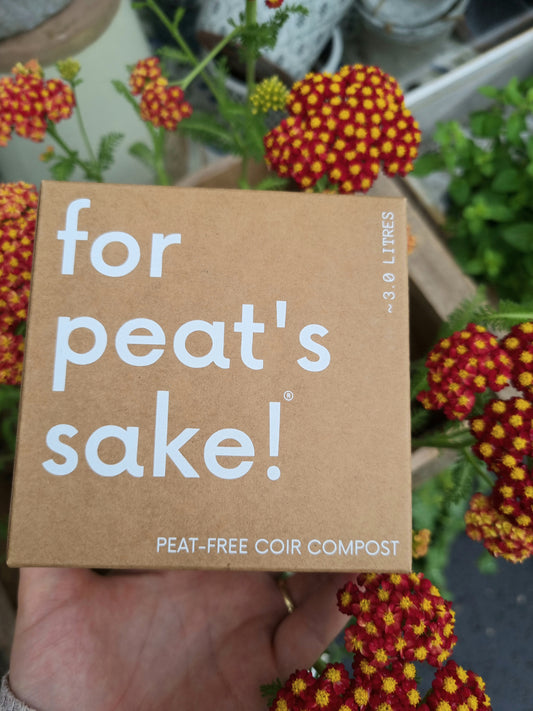 for
peat's
sake!®
PEAT-FREE COIR COMPOST
~3.0 LITRES